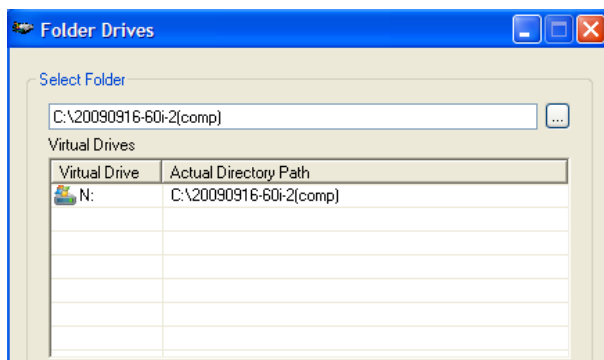 Folder Drives
Select Folder
C:\20090916-60i-2(comp)
...
Virtual Drives
Virtual Drive Actual Directory Path
N: C:\20090916-60i-2(comp)